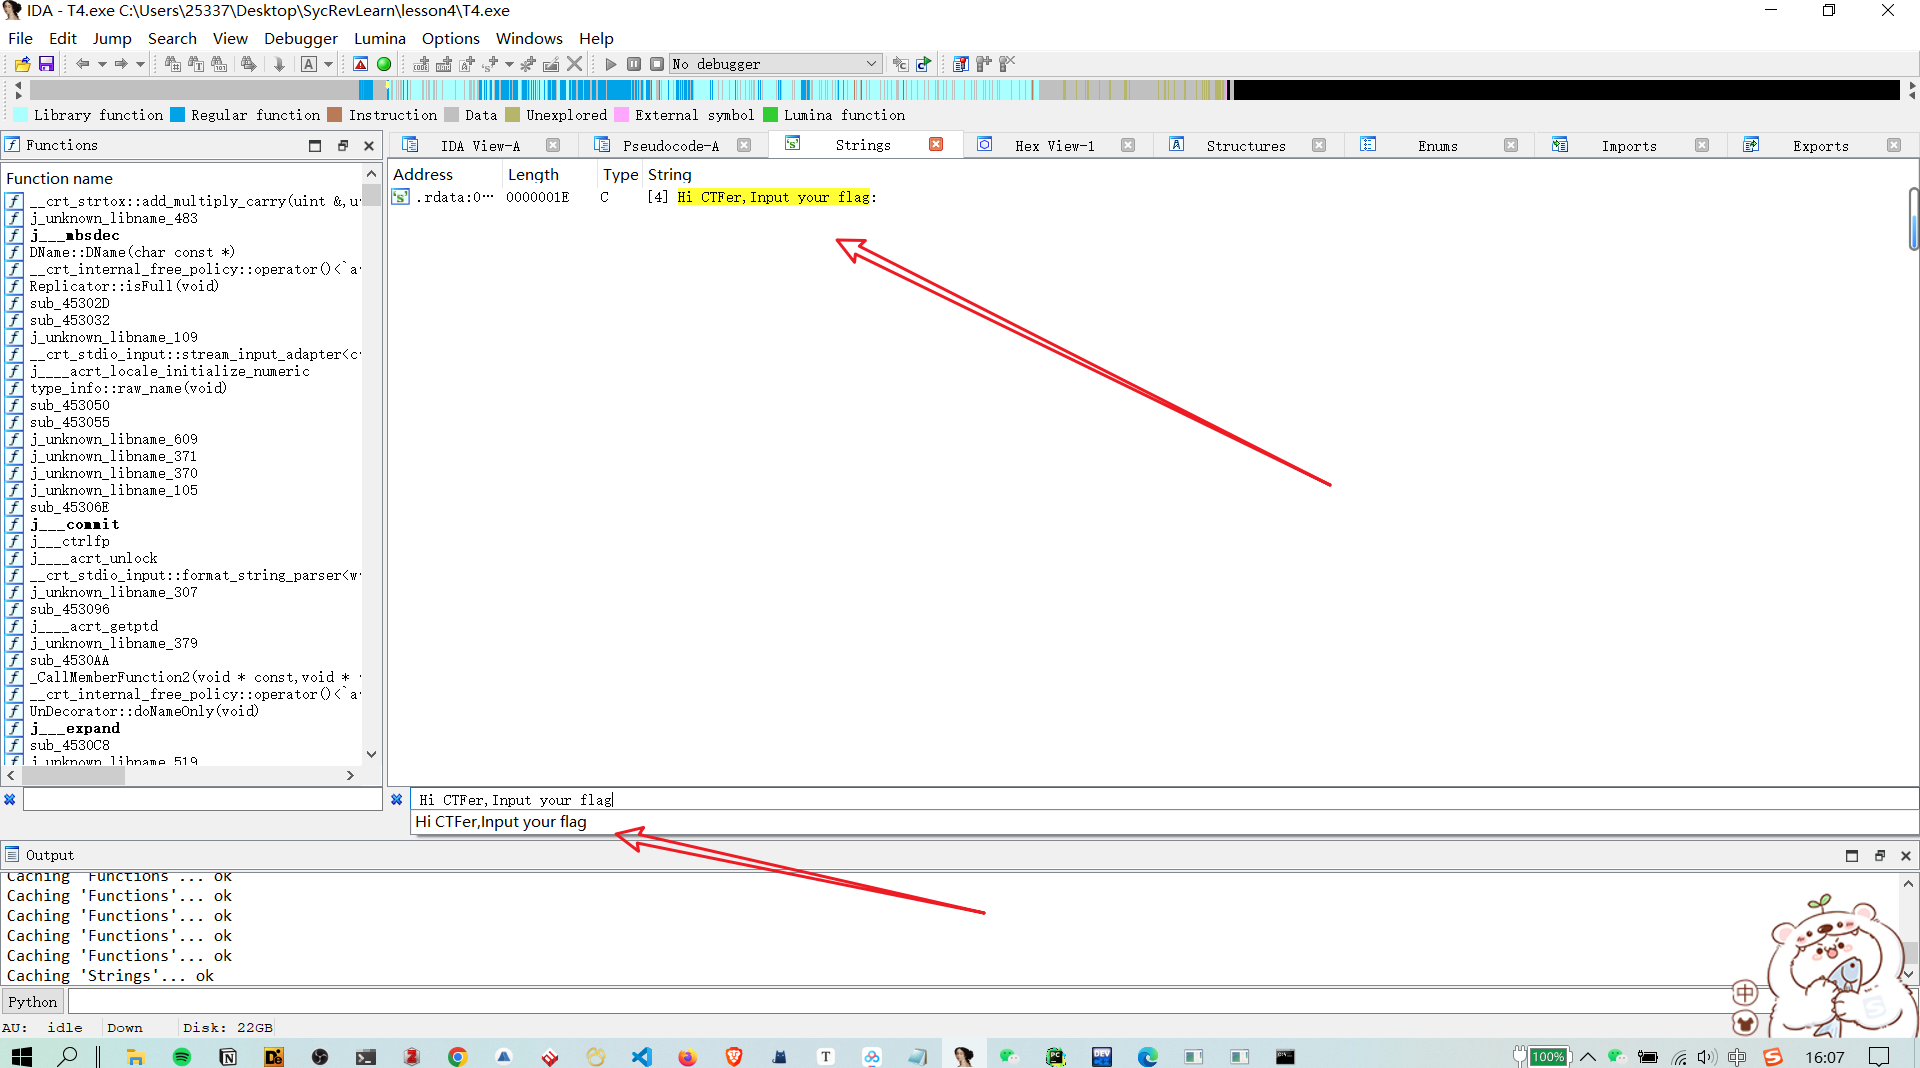 IDA - T4.exe C:\Users\25337\Desktop\SycRevLearn\lesson4\T4.exe
File Edit Jump Search View Debugger Lumina Options Windows Help
No debugger
Library function Regular function Instruction Data Unexplored External symbol Lumina function
Functions
IDA View-A Pseudocode-A Strings Hex View-1 Structures Enums Imports Exports
Function name
__crt_strtox::add_multiply_carry(uint &,u
j_unknown_libname_483
j___mbsdec
DName::DName(char const *)
__crt_internal_free_policy::operator()<`a
Replicator::isFull(void)
sub_45302D
sub_453032
j_unknown_libname_109
__crt_stdio_input::stream_input_adapter<c
j____acrt_locale_initialize_numeric
type_info::raw_name(void)
sub_453050
sub_453055
j_unknown_libname_609
j_unknown_libname_371
j_unknown_libname_370
j_unknown_libname_105
sub_45306E
j___commit
j___ctrlfp
j____acrt_unlock
__crt_stdio_input::format_string_parser<w
j_unknown_libname_307
sub_453096
j____acrt_getptd
j_unknown_libname_379
sub_4530AA
_CallMemberFunction2(void * const,void *
__crt_internal_free_policy::operator()<`a
UnDecorator::doNameOnly(void)
j___expand
sub_4530C8
j_unknown_libname_519
Address Length Type String
.rdata:0… 0000001E C [4] Hi CTFer,Input your flag:
Hi CTFer,Input your flag
Hi CTFer,Input your flag
Output
Caching 'Functions'... ok
Caching 'Functions'... ok
Caching 'Functions'... ok
Caching 'Functions'... ok
Caching 'Functions'... ok
Caching 'Strings'... ok
Python
中
AU: idle Down Disk: 22GB
100% 16:07